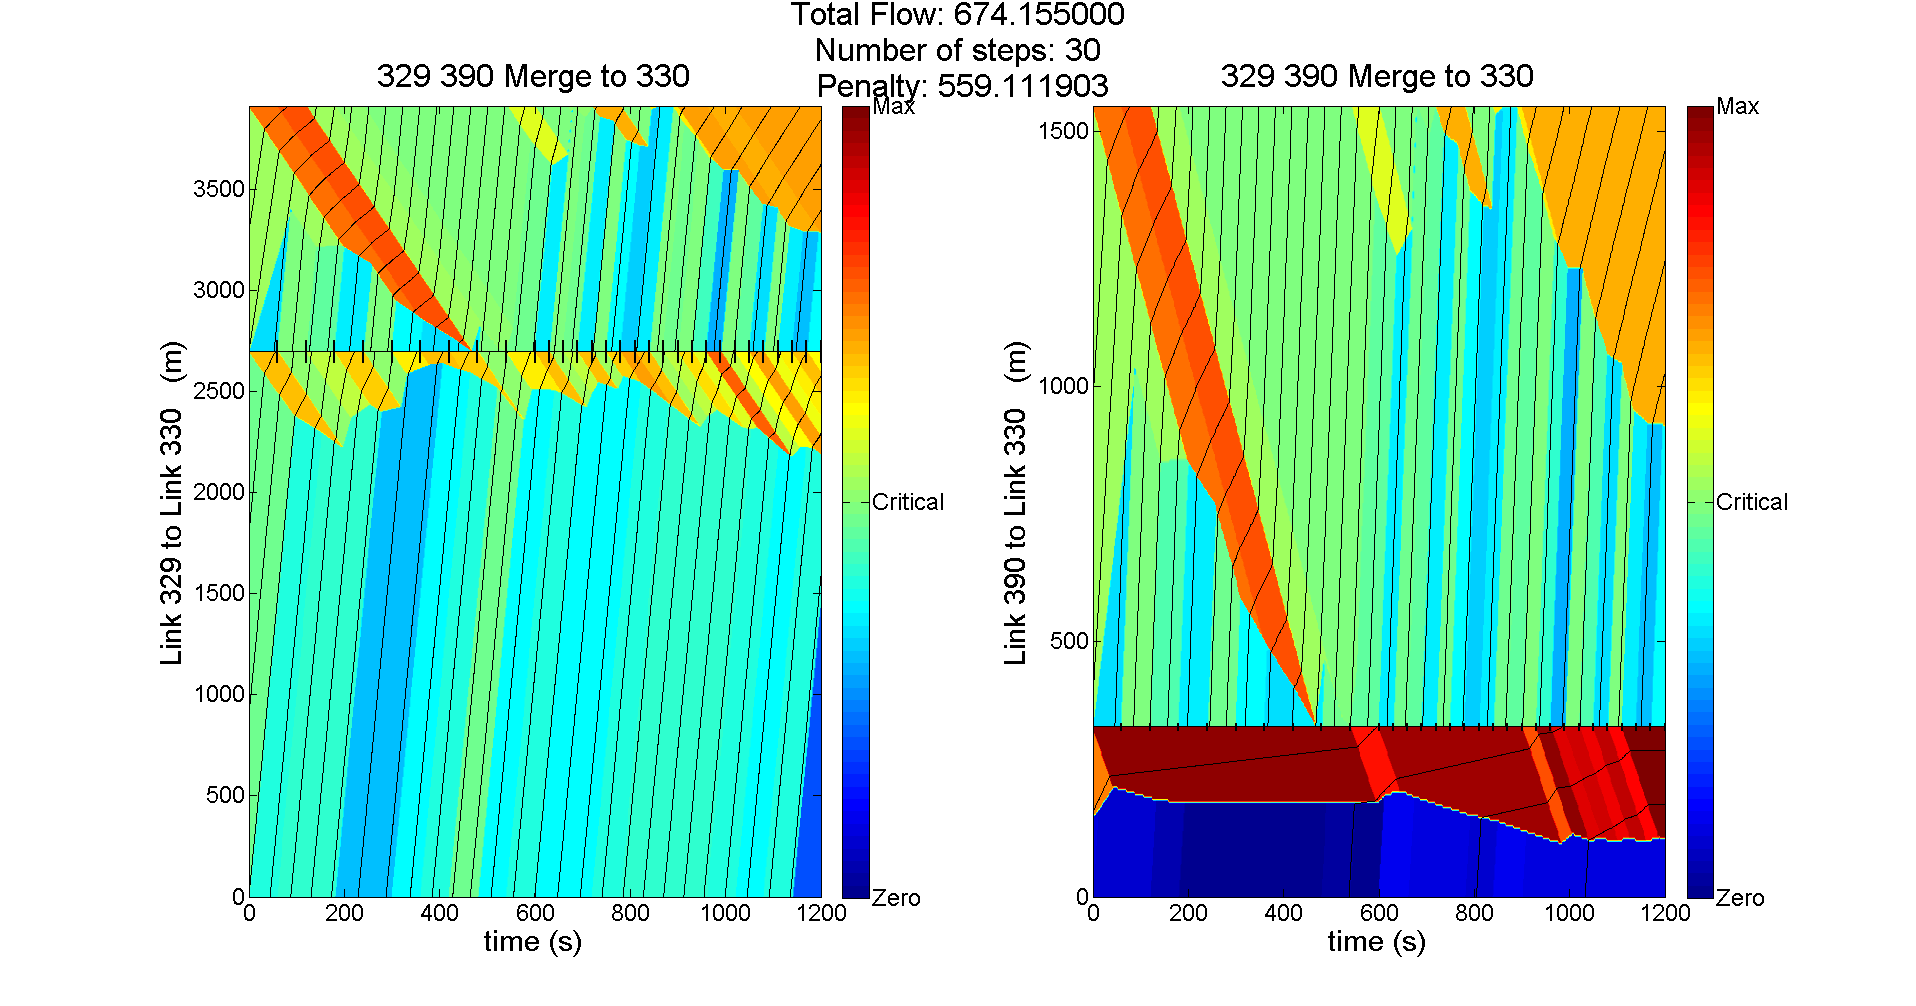 Total Flow: 674.155000
Number of steps: 30
Penalty: 559.111903
329 390 Merge to 330
Link 329 to Link 330 (m)
3500
3000
2500
2000
1500
1000
500
0
0 200 400 600 800 1000 1200
time (s)
Max
Critical
Zero
329 390 Merge to 330
Link 390 to Link 330 (m)
1500
1000
500
0
0 200 400 600 800 1000 1200
time (s)
Max
Critical
Zero